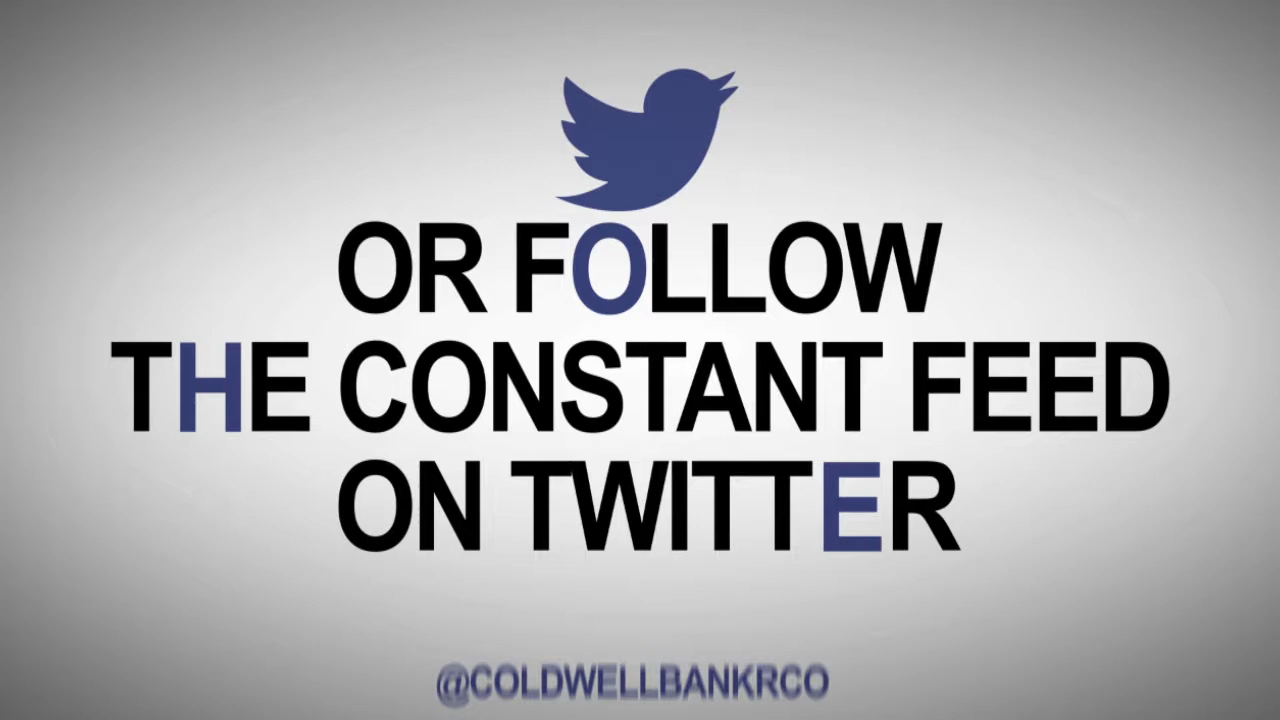 OR FOLLOW
THE CONSTANT FEED
ON TWITTER
@COLDWELLBANKRCO